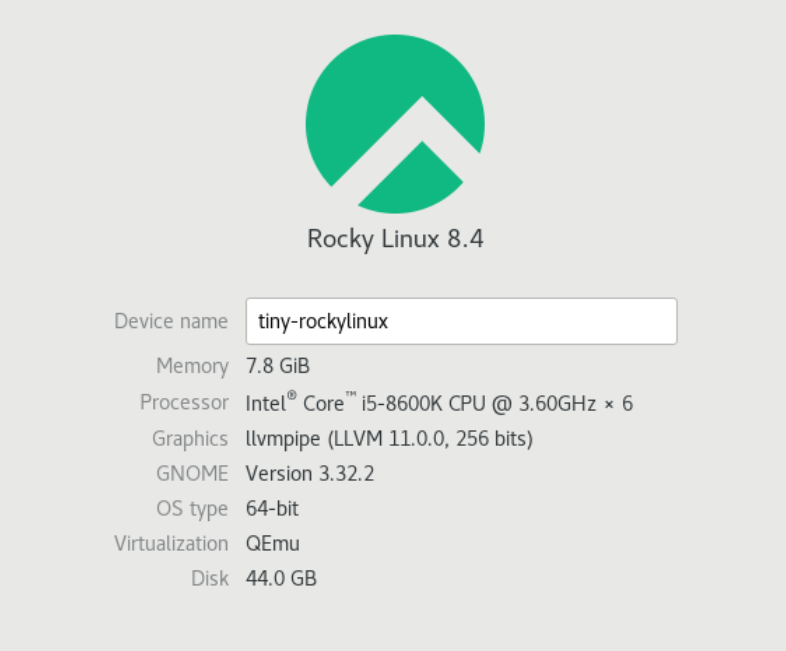 Rocky Linux 8.4
Device name tiny-rockylinux
Memory 7.8 GiB
Processor Intel® Core™ i5-8600K CPU @ 3.60GHz × 6
Graphics llvmpipe (LLVM 11.0.0, 256 bits)
GNOME Version 3.32.2
OS type 64-bit
Virtualization QEmu
Disk 44.0 GB